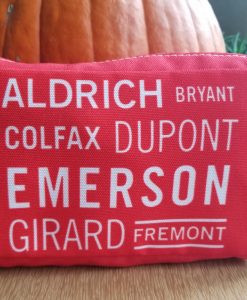 ALDRICH BRYANT
COLFAX DUPONT
EMERSON
GIRARD FREMONT